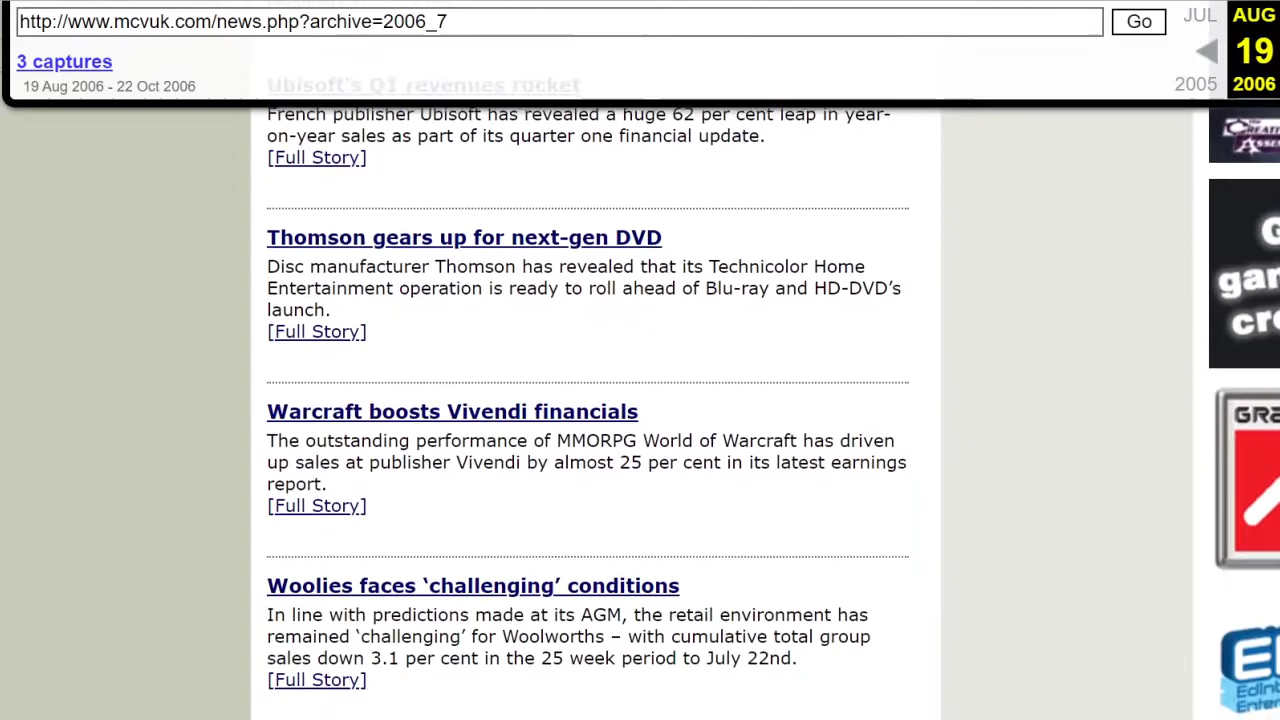 http://www.mcvuk.com/news.php?archive=2006_7
Go
JUL
AUG
3 captures
19
19 Aug 2006 - 22 Oct 2006
2005
2006
Ubisoft's Q1 revenues rocket
French publisher Ubisoft has revealed a huge 62 per cent leap in year-
on-year sales as part of its quarter one financial update.
[Full Story]
Thomson gears up for next-gen DVD
Disc manufacturer Thomson has revealed that its Technicolor Home
Entertainment operation is ready to roll ahead of Blu-ray and HD-DVD’s
launch.
[Full Story]
Warcraft boosts Vivendi financials
The outstanding performance of MMORPG World of Warcraft has driven
up sales at publisher Vivendi by almost 25 per cent in its latest earnings
report.
[Full Story]
Woolies faces ‘challenging’ conditions
In line with predictions made at its AGM, the retail environment has
remained ‘challenging’ for Woolworths – with cumulative total group
sales down 3.1 per cent in the 25 week period to July 22nd.
[Full Story]